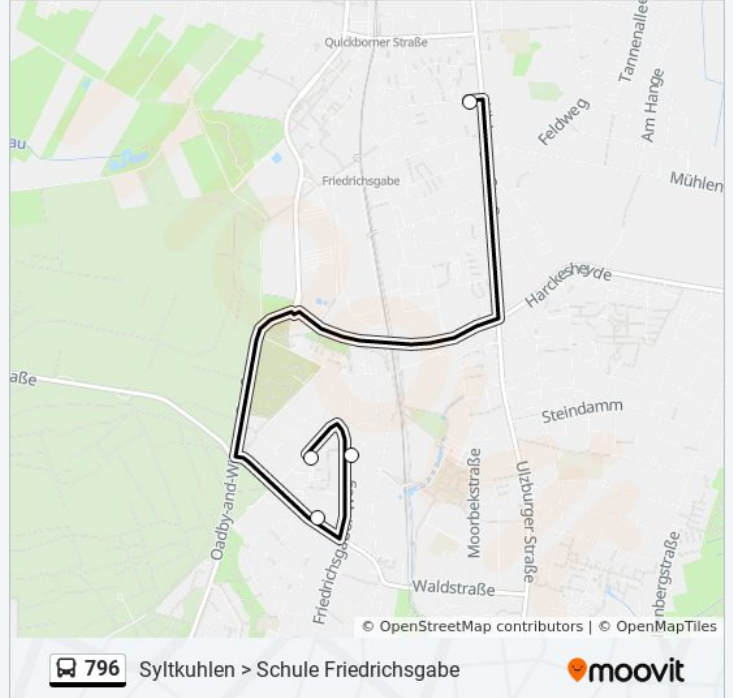 Quickborner Straße
Tannenallee
Am Hange
Feldweg
au
Friedrichsgabe
Mühlen
Harckesheyde
aße
Steindamm
Oadby-and-W
Moorbekstraße
Ulzburger Straße
Friedrichsgabe
Waldstraße
nbergstraße
© OpenStreetMap contributors | © OpenMapTiles
796 Syltkuhlen > Schule Friedrichsgabe
moovit